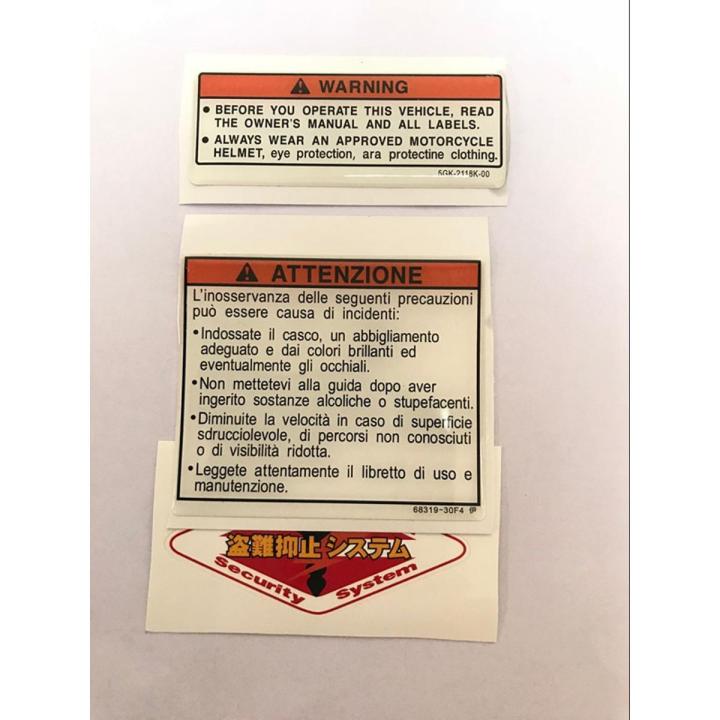 ⚠ WARNING
● BEFORE YOU OPERATE THIS VEHICLE, READ
THE OWNER'S MANUAL AND ALL LABELS.
● ALWAYS WEAR AN APPROVED MOTORCYCLE
HELMET, eye protection, ara protectine clothing.
5GK-2118K-00
⚠ ATTENZIONE
L'inosservanza delle seguenti precauzioni
può essere causa di incidenti:
•Indossate il casco, un abbigliamento
adeguato e dai colori brillanti ed
eventualmente gli occhiali.
•Non mettetevi alla guida dopo aver
ingerito sostanze alcoliche o stupefacenti.
•Diminuite la velocità in caso di superficie
sdrucciolevole, di percorsi non conosciuti
o di visibilità ridotta.
•Leggete attentamente il libretto di uso e
manutenzione.
68319-30F4 伊
盗難抑止システム
Security System